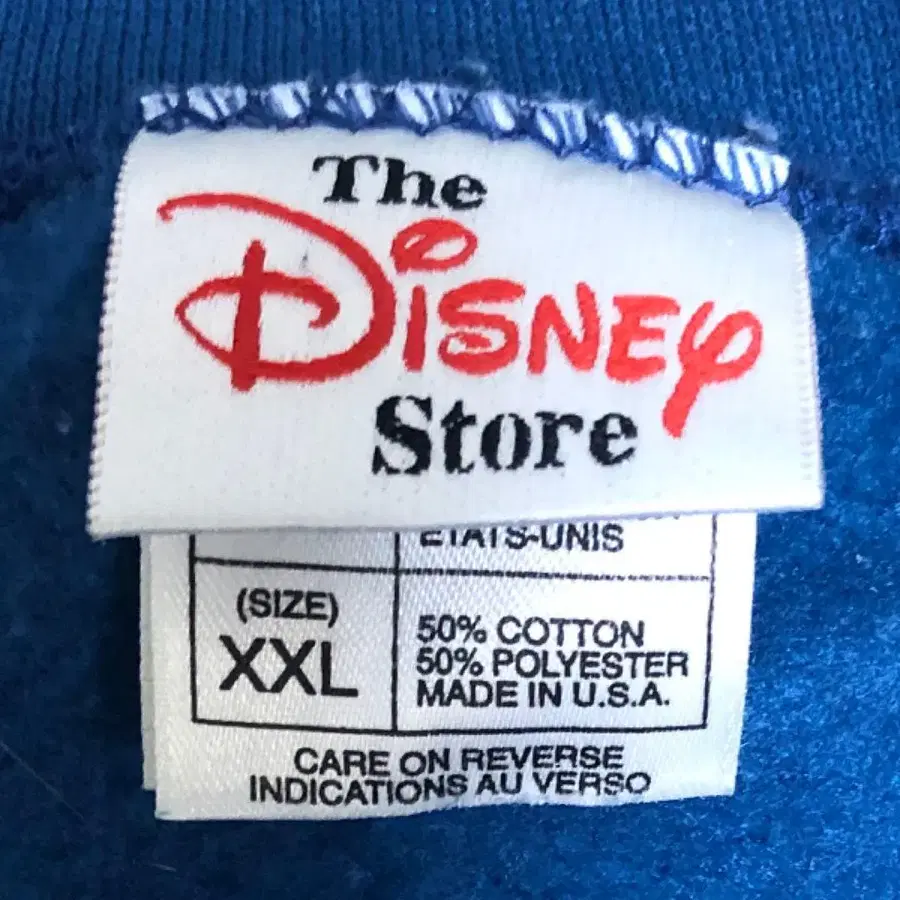 The
Disney
Store
ETATS-UNIS
(SIZE)
XXL
50% COTTON
50% POLYESTER
MADE IN U.S.A.
CARE ON REVERSE
INDICATIONS AU VERSO